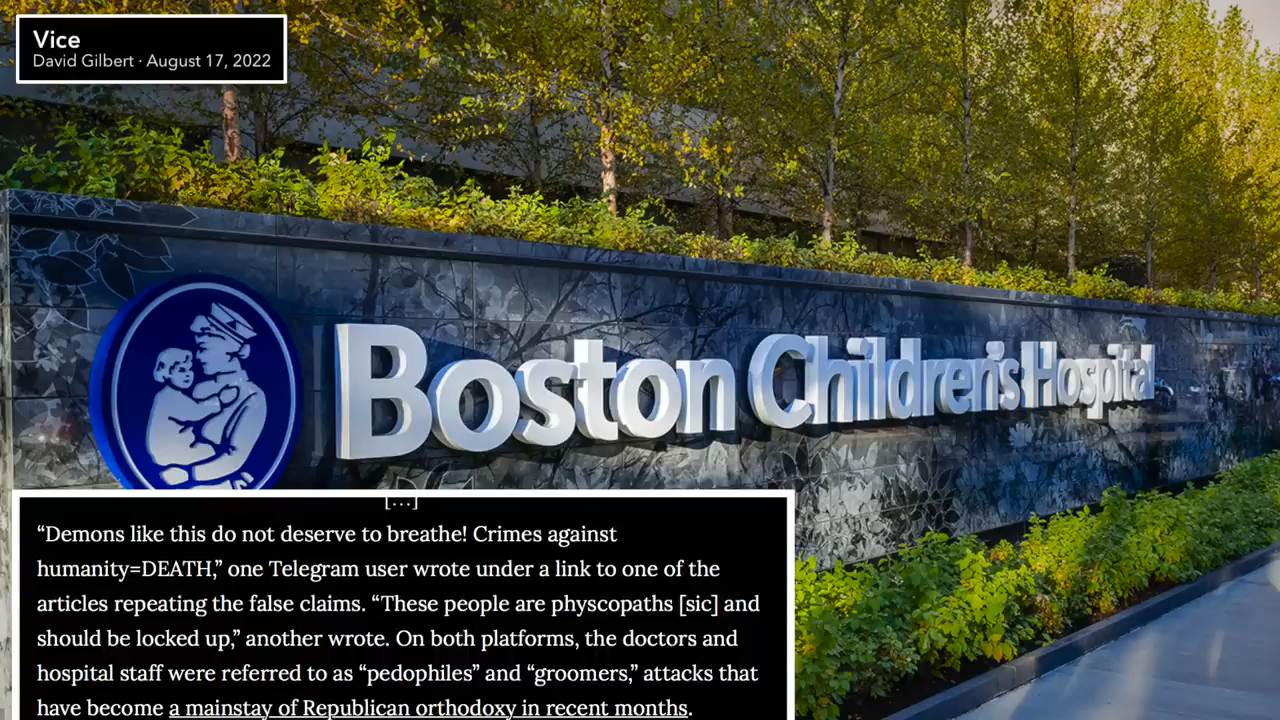 Vice
David Gilbert · August 17, 2022
Boston Children's Hospital
[...]
“Demons like this do not deserve to breathe! Crimes against
humanity=DEATH,” one Telegram user wrote under a link to one of the
articles repeating the false claims. “These people are physcopaths [sic] and
should be locked up,” another wrote. On both platforms, the doctors and
hospital staff were referred to as “pedophiles” and “groomers,” attacks that
have become a mainstay of Republican orthodoxy in recent months.